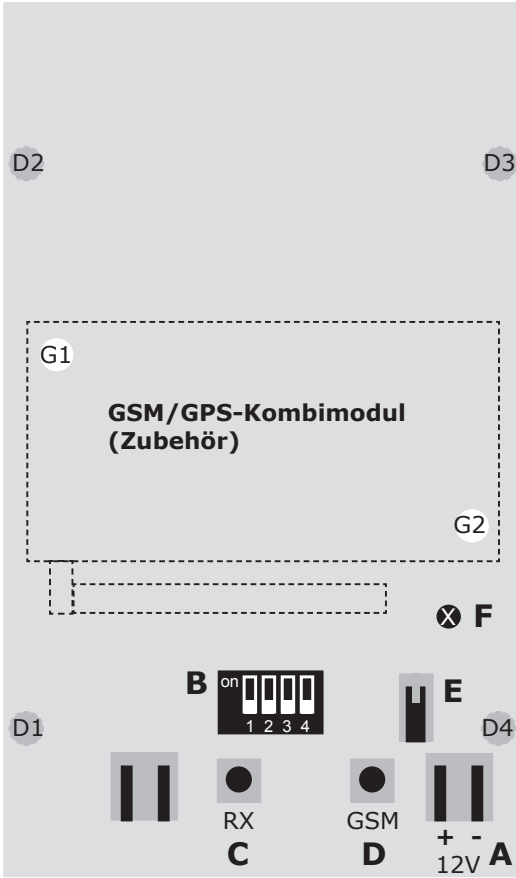 D2 D3
G1
GSM/GPS-Kombimodul
(Zubehör)
G2
X F
B on E
1 2 3 4
D1 D4
RX GSM + -
C D 12V A